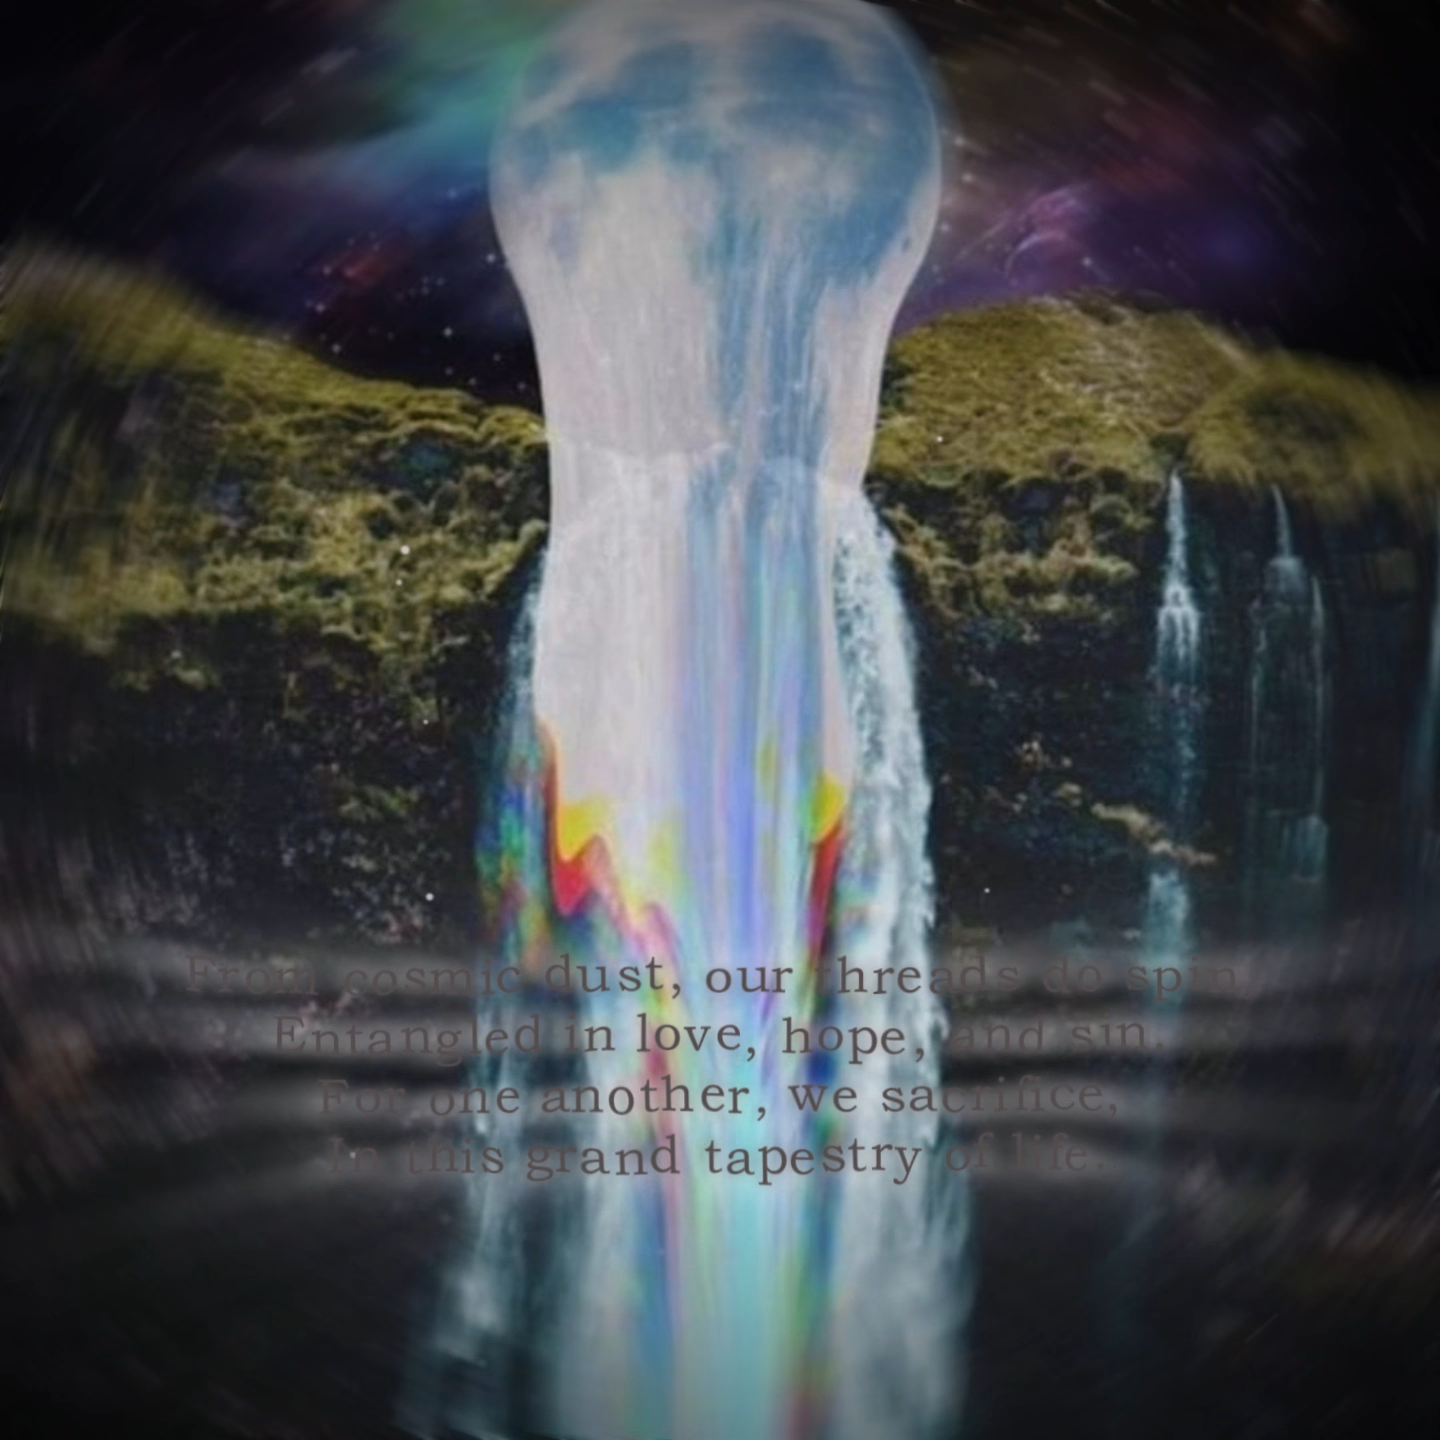 From cosmic dust, our threads do spin,
Entangled in love, hope, and sin.
For one another, we sacrifice,
In this grand tapestry of life.